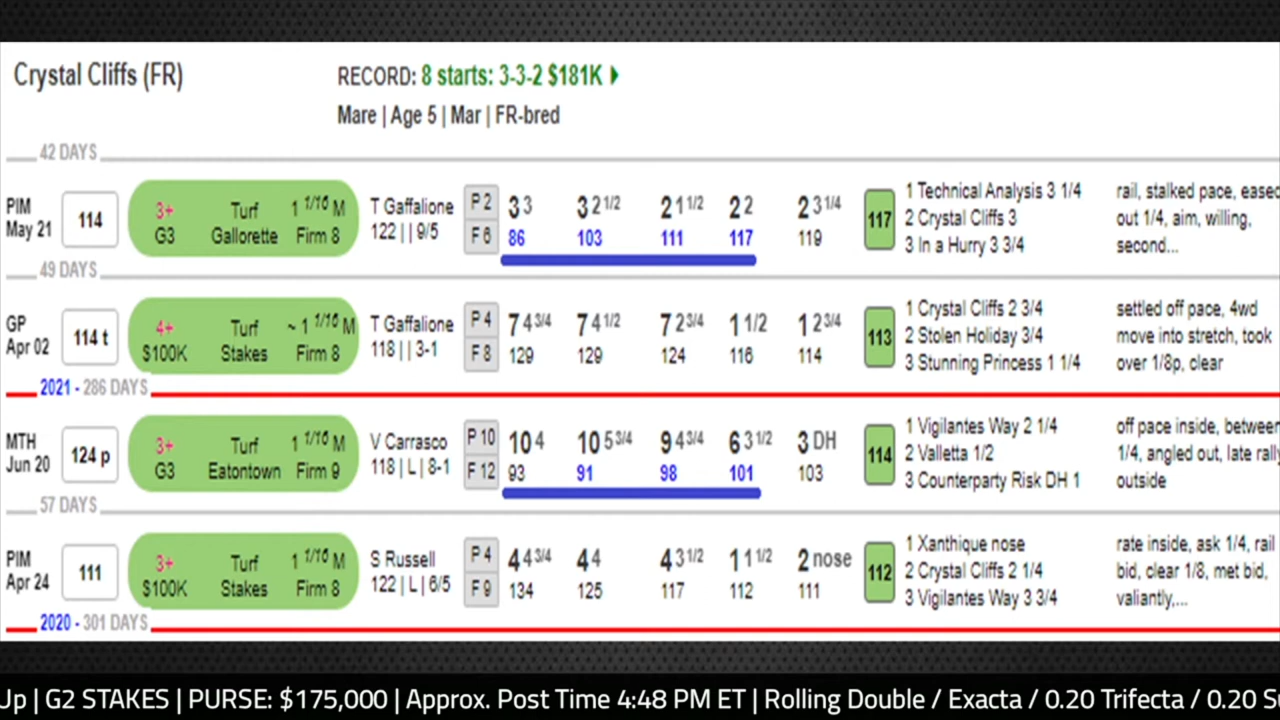 Crystal Cliffs (FR)
RECORD: 8 starts: 3-3-2 $181K
Mare | Age 5 | Mar | FR-bred
42 DAYS
PIM May 21 114 3+ G3 Turf Gallorette 1 1/16 M Firm 8 T Gaffalione 122 | | 9/5 P 2 F 6
3 3 3 2 1/2 2 1 1/2 2 2 2 3 1/4
86 103 111 117 119
117
1 Technical Analysis 3 1/4
2 Crystal Cliffs 3
3 In a Hurry 3 3/4
rail, stalked pace, eased
out 1/4, aim, willing,
second...
49 DAYS
GP Apr 02 114 t 4+ $100K Turf Stakes ~ 1 1/16 M Firm 8 T Gaffalione 118 | | 3-1 P 4 F 8
7 4 3/4 7 4 1/2 7 2 3/4 1 1/2 1 2 3/4
129 129 124 116 114
113
1 Crystal Cliffs 2 3/4
2 Stolen Holiday 3/4
3 Stunning Princess 1 1/4
settled off pace, 4wd
move into stretch, took
over 1/8p, clear
2021 - 286 DAYS
MTH Jun 20 124 p 3+ G3 Turf Eatontown 1 1/16 M Firm 9 V Carrasco 118 | L | 8-1 P 10 F 12
10 4 10 5 3/4 9 4 3/4 6 3 1/2 3 DH
93 91 98 101 103
114
1 Vigilantes Way 2 1/4
2 Valletta 1/2
3 Counterparty Risk DH 1
off pace inside, between
1/4, angled out, late rally
outside
57 DAYS
PIM Apr 24 111 3+ $100K Turf Stakes 1 1/16 M Firm 8 S Russell 122 | L | 6/5 P 4 F 9
4 4 3/4 4 4 4 3 1/2 1 1 1/2 2 nose
134 125 117 112 111
112
1 Xanthique nose
2 Crystal Cliffs 2 1/4
3 Vigilantes Way 3 3/4
rate inside, ask 1/4, rail
bid, clear 1/8, met bid,
valiantly,...
2020 - 301 DAYS
Up | G2 STAKES | PURSE: $175,000 | Approx. Post Time 4:48 PM ET | Rolling Double / Exacta / 0.20 Trifecta / 0.20 S